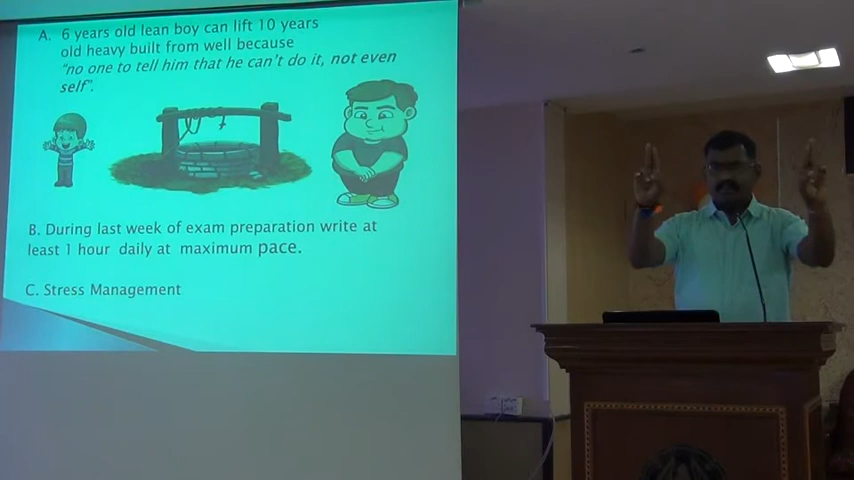 A. 6 years old lean boy can lift 10 years
old heavy built from well because
"no one to tell him that he can't do it, not even
self".
B. During last week of exam preparation write at
least 1 hour daily at maximum pace.
C. Stress Management